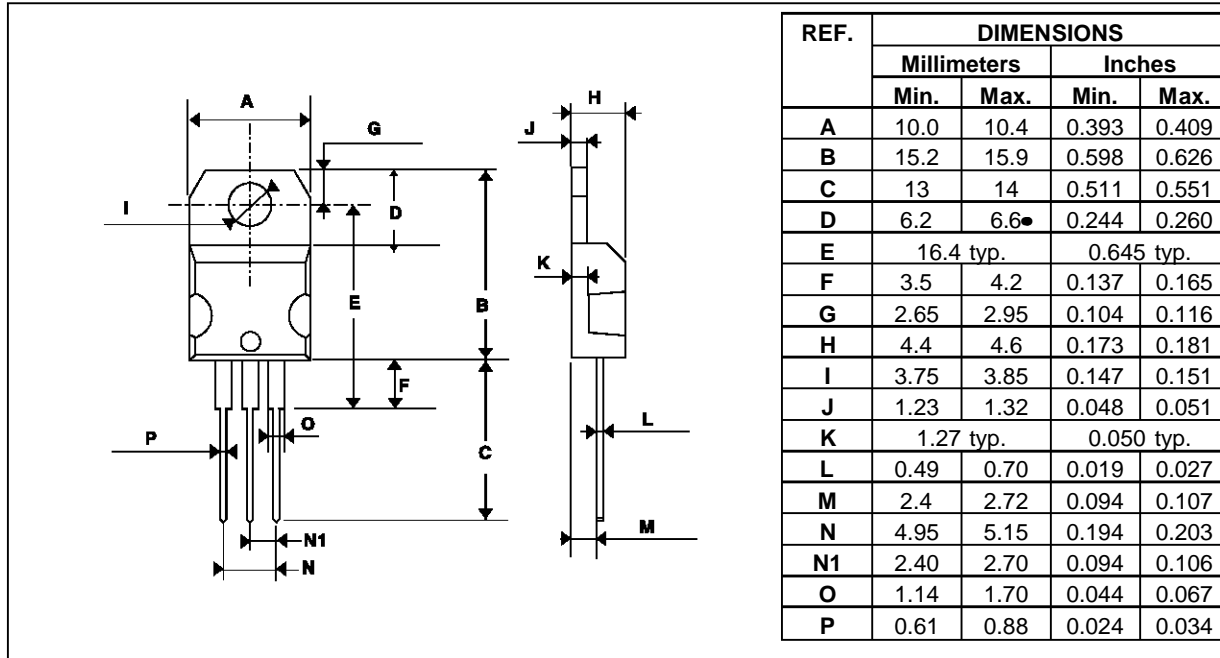 A
G
I
D
E
B
F
O
P
C
N1
N
H
J
K
L
M
REF. DIMENSIONS
Millimeters Inches
Min. Max. Min. Max.
A 10.0 10.4 0.393 0.409
B 15.2 15.9 0.598 0.626
C 13 14 0.511 0.551
D 6.2 6.6 0.244 0.260
E 16.4 typ. 0.645 typ.
F 3.5 4.2 0.137 0.165
G 2.65 2.95 0.104 0.116
H 4.4 4.6 0.173 0.181
I 3.75 3.85 0.147 0.151
J 1.23 1.32 0.048 0.051
K 1.27 typ. 0.050 typ.
L 0.49 0.70 0.019 0.027
M 2.4 2.72 0.094 0.107
N 4.95 5.15 0.194 0.203
N1 2.40 2.70 0.094 0.106
O 1.14 1.70 0.044 0.067
P 0.61 0.88 0.024 0.034